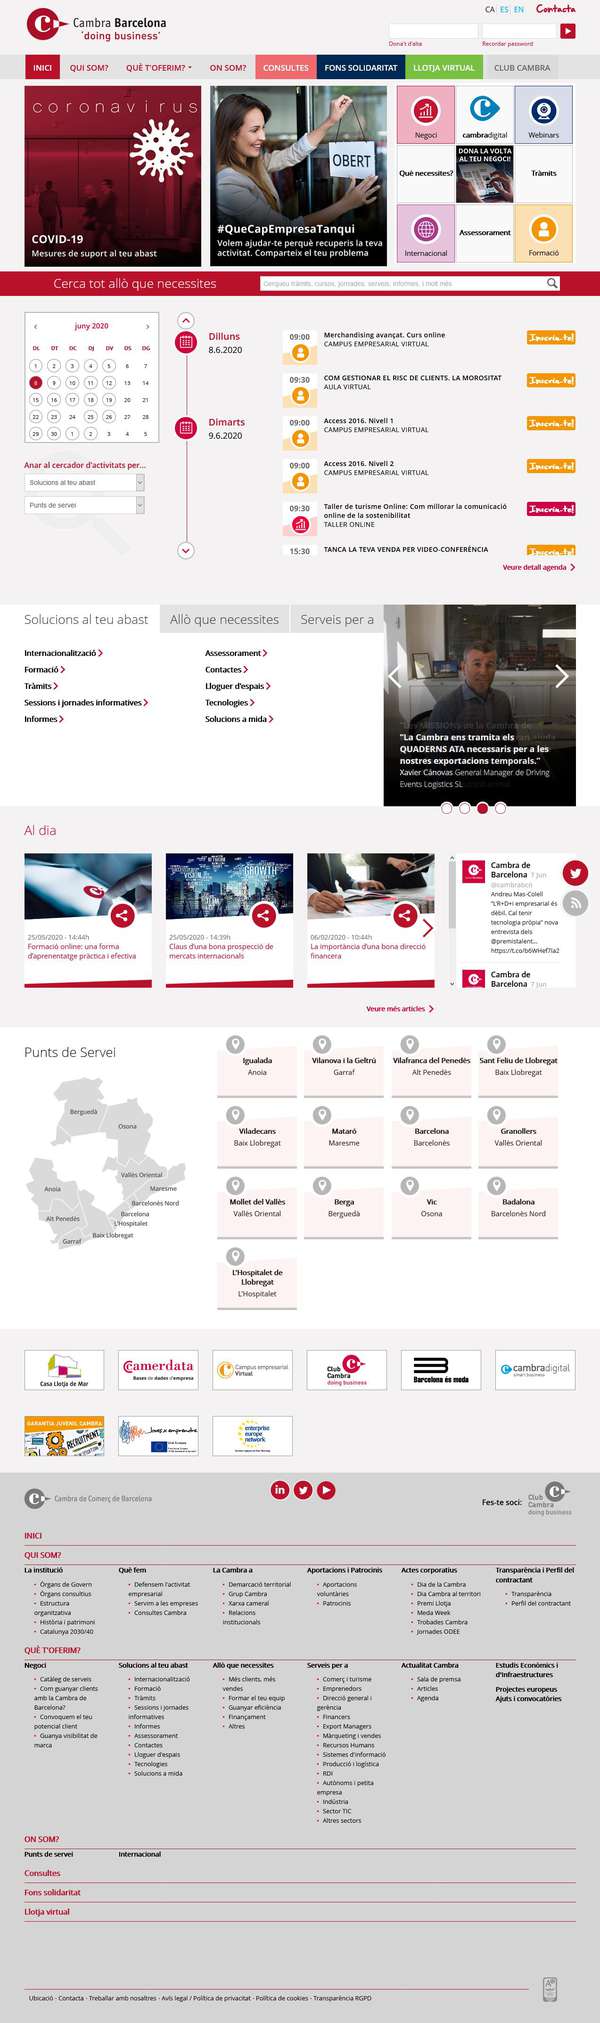 Cambra Barcelona
'doing business'
CA ES EN Contacta
Dona't d'alta
Recordar password
INICI
QUI SOM?
QUÈ T'OFERIM?
ON SOM?
CONSULTES
FONS SOLIDARITAT
LLOTJA VIRTUAL
CLUB CAMBRA
coronavirus
COVID-19
Mesures de suport al teu abast
OBERT
#QueCapEmpresaTanqui
Volem ajudar-te perquè recuperis la teva
activitat. Comparteix el teu problema
Negoci
cambradigital
Webinars
Què necessites?
DONA LA VOLTA
AL TEU NEGOCI!
Tràmits
Internacional
Assessorament
Formació
Cerca tot allò que necessites
Cerqueu tràmits, cursos, jornades, serveis, informes, i molt més
juny 2020
DL DT DC DJ DV DS DG
1 2 3 4 5 6 7
8 9 10 11 12 13 14
15 16 17 18 19 20 21
22 23 24 25 26 27 28
29 30 1 2 3 4 5
Anar al cercador d'activitats per...
Solucions al teu abast
Punts de servei
Dilluns
8.6.2020
Dimarts
9.6.2020
09:00
Merchandising avançat. Curs online
CAMPUS EMPRESARIAL VIRTUAL
Inscriu-te!
09:30
COM GESTIONAR EL RISC DE CLIENTS. LA MOROSITAT
AULA VIRTUAL
Inscriu-te!
09:00
Access 2016. Nivell 1
CAMPUS EMPRESARIAL VIRTUAL
Inscriu-te!
09:00
Access 2016. Nivell 2
CAMPUS EMPRESARIAL VIRTUAL
Inscriu-te!
09:30
Taller de turisme Online: Com millorar la comunicació
online de la sostenibilitat
TALLER ONLINE
Inscriu-te!
15:30
TANCA LA TEVA VENDA PER VIDEO-CONFERÈNCIA
Inscriu-te!
Veure detall agenda
Solucions al teu abast
Allò que necessites
Serveis per a
Internacionalització
Formació
Tràmits
Sessions i jornades informatives
Informes
Assessorament
Contactes
Lloguer d'espais
Tecnologies
Solucions a mida
"La Cambra ens tramita els
QUADERNS ATA necessaris per a les
nostres exportacions temporals."
Xavier Cánovas General Manager de Driving
Events Logistics SL
Al dia
25/05/2020 - 14:44h
Formació online: una forma
d'aprenentatge pràctica i efectiva
GROWTH
VISION
25/05/2020 - 14:39h
Claus d'una bona prospecció de
mercats internacionals
06/02/2020 - 10:44h
La importància d'una bona direcció
financera
Cambra de
Barcelona 7 Jun
@cambrabcn
Andreu Mas-Colell
"L'R+D+i empresarial és
dèbil. Cal tenir
tecnologia pròpia" nova
entrevista dels
@premistalent...
https://t.co/b6WHef7la2
Cambra de
Barcelona 7 Jun
Veure més articles
Punts de Servei
Berguedà
Osona
Vallès Oriental
Anoia
Maresme
Barcelonès Nord
Barcelona
Alt Penedès
L'Hospitalet
Baix Llobregat
Garraf
Igualada
Anoia
Vilanova i la Geltrú
Garraf
Vilafranca del Penedès
Alt Penedès
Sant Feliu de Llobregat
Baix Llobregat
Viladecans
Baix Llobregat
Mataró
Maresme
Barcelona
Barcelonès
Granollers
Vallès Oriental
Mollet del Vallès
Vallès Oriental
Berga
Berguedà
Vic
Osona
Badalona
Barcelonès Nord
L'Hospitalet de
Llobregat
L'Hospitalet
Casa Llotja de Mar
Camerdata
Bases de dades d'empresa
Campus empresarial
Virtual
Club
Cambra
doing business
Barcelona és moda
cambradigital
smart business
GARANTIA JUVENIL CAMBRA
RECRUITMENT
enterprise
europe
network
Cambra de Comerç de Barcelona
Fes-te soci:
Club
Cambra
doing business
INICI
QUI SOM?
La institució
Òrgans de Govern
Òrgans consultius
Estructura
organitzativa
Història i patrimoni
Catalunya 2030/40
Què fem
Defensem l'activitat
empresarial
Servim a les empreses
Consultes Cambra
La Cambra a
Demarcació territorial
Grup Cambra
Xarxa cameral
Relacions
institucionals
Aportacions i Patrocinis
Aportacions
voluntàries
Patrocinis
Actes corporatius
Dia de la Cambra
Dia Cambra al territori
Premi Llotja
Meda Week
Trobades Cambra
Jornades ODEE
Transparència i Perfil del
contractant
Transparència
Perfil del contractant
QUÈ T'OFERIM?
Negoci
Catàleg de serveis
Com guanyar clients
amb la Cambra de
Barcelona?
Convoquem el teu
potencial client
Guanya visibilitat de
marca
Solucions al teu abast
Internacionalització
Formació
Tràmits
Sessions i jornades
informatives
Informes
Assessorament
Contactes
Lloguer d'espais
Tecnologies
Solucions a mida
Allò que necessites
Més clients, més
vendes
Formar el teu equip
Guanyar eficiència
Finançament
Altres
Serveis per a
Comerç i turisme
Emprenedors
Direcció general i
gerència
Financers
Export Managers
Màrqueting i vendes
Recursos Humans
Sistemes d'informació
Producció i logística
RDI
Autònoms i petita
empresa
Indústria
Sector TIC
Altres sectors
Actualitat Cambra
Sala de premsa
Articles
Agenda
Estudis Econòmics i
d'Infraestructures
Projectes europeus
Ajuts i convocatòries
ON SOM?
Punts de servei
Internacional
Consultes
Fons solidaritat
Llotja virtual
Ubicació - Contacta - Treballar amb nosaltres - Avís legal / Política de privacitat - Política de cookies - Transparència RGPD